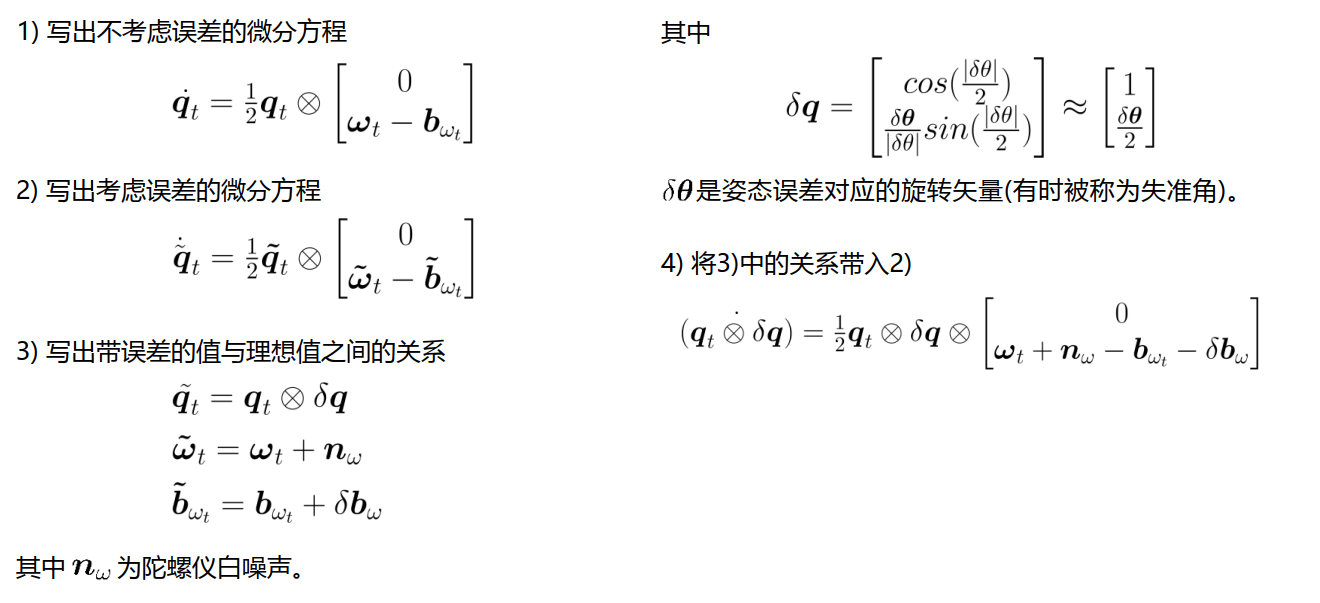 1) 写出不考虑误差的微分方程
$\dot{\boldsymbol{q}}_t = \frac{1}{2}\boldsymbol{q}_t \otimes \begin{bmatrix} 0 \\ \boldsymbol{\omega}_t - \boldsymbol{b}_{\omega_t} \end{bmatrix}$
2) 写出考虑误差的微分方程
$\dot{\tilde{\boldsymbol{q}}}_t = \frac{1}{2}\tilde{\boldsymbol{q}}_t \otimes \begin{bmatrix} 0 \\ \tilde{\boldsymbol{\omega}}_t - \tilde{\boldsymbol{b}}_{\omega_t} \end{bmatrix}$
3) 写出带误差的值与理想值之间的关系
$\tilde{\boldsymbol{q}}_t = \boldsymbol{q}_t \otimes \delta\boldsymbol{q}$
$\tilde{\boldsymbol{\omega}}_t = \boldsymbol{\omega}_t + \boldsymbol{n}_\omega$
$\tilde{\boldsymbol{b}}_{\omega_t} = \boldsymbol{b}_{\omega_t} + \delta\boldsymbol{b}_\omega$
其中 $\boldsymbol{n}_\omega$ 为陀螺仪白噪声。
其中
$\delta\boldsymbol{q} = \begin{bmatrix} cos(\frac{|\delta\theta|}{2}) \\ \frac{\delta\boldsymbol{\theta}}{|\delta\theta|}sin(\frac{|\delta\theta|}{2}) \end{bmatrix} \approx \begin{bmatrix} 1 \\ \frac{\delta\boldsymbol{\theta}}{2} \end{bmatrix}$
$\delta\boldsymbol{\theta}$是姿态误差对应的旋转矢量(有时被称为失准角)。
4) 将3)中的关系带入2)
$(\boldsymbol{q}_t \dot{\otimes} \delta\boldsymbol{q}) = \frac{1}{2}\boldsymbol{q}_t \otimes \delta\boldsymbol{q} \otimes \begin{bmatrix} 0 \\ \boldsymbol{\omega}_t + \boldsymbol{n}_\omega - \boldsymbol{b}_{\omega_t} - \delta\boldsymbol{b}_\omega \end{bmatrix}$